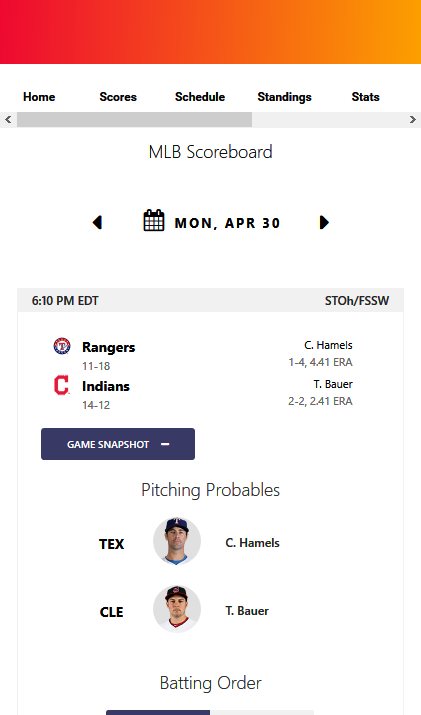 Home Scores Schedule Standings Stats
MLB Scoreboard
MON, APR 30
6:10 PM EDT STOh/FSSW
Rangers C. Hamels
11-18 1-4, 4.41 ERA
Indians T. Bauer
14-12 2-2, 2.41 ERA
GAME SNAPSHOT
Pitching Probables
TEX C. Hamels
CLE T. Bauer
Batting Order